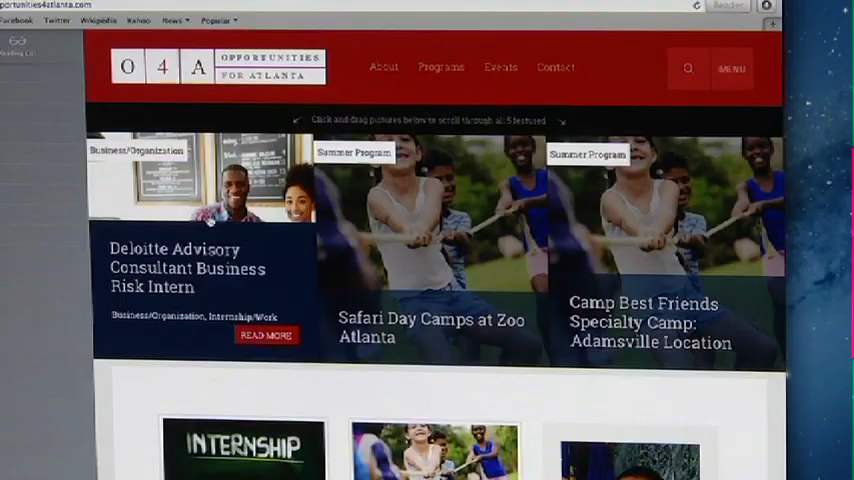 portunities4atlanta.com
Reader
Facebook Twitter Wikipedia Yahoo News Popular
Reading List
O 4 A OPPORTUNITIES
FOR ATLANTA
About Programs Events Contact
MENU
Click and drag pictures below to scroll through all 5 featured
Business/Organization
Summer Program
Summer Program
Deloitte Advisory
Consultant Business
Risk Intern
Business/Organization, Internship/Work
READ MORE
Safari Day Camps at Zoo
Atlanta
Camp Best Friends
Specialty Camp:
Adamsville Location
INTERNSHIP